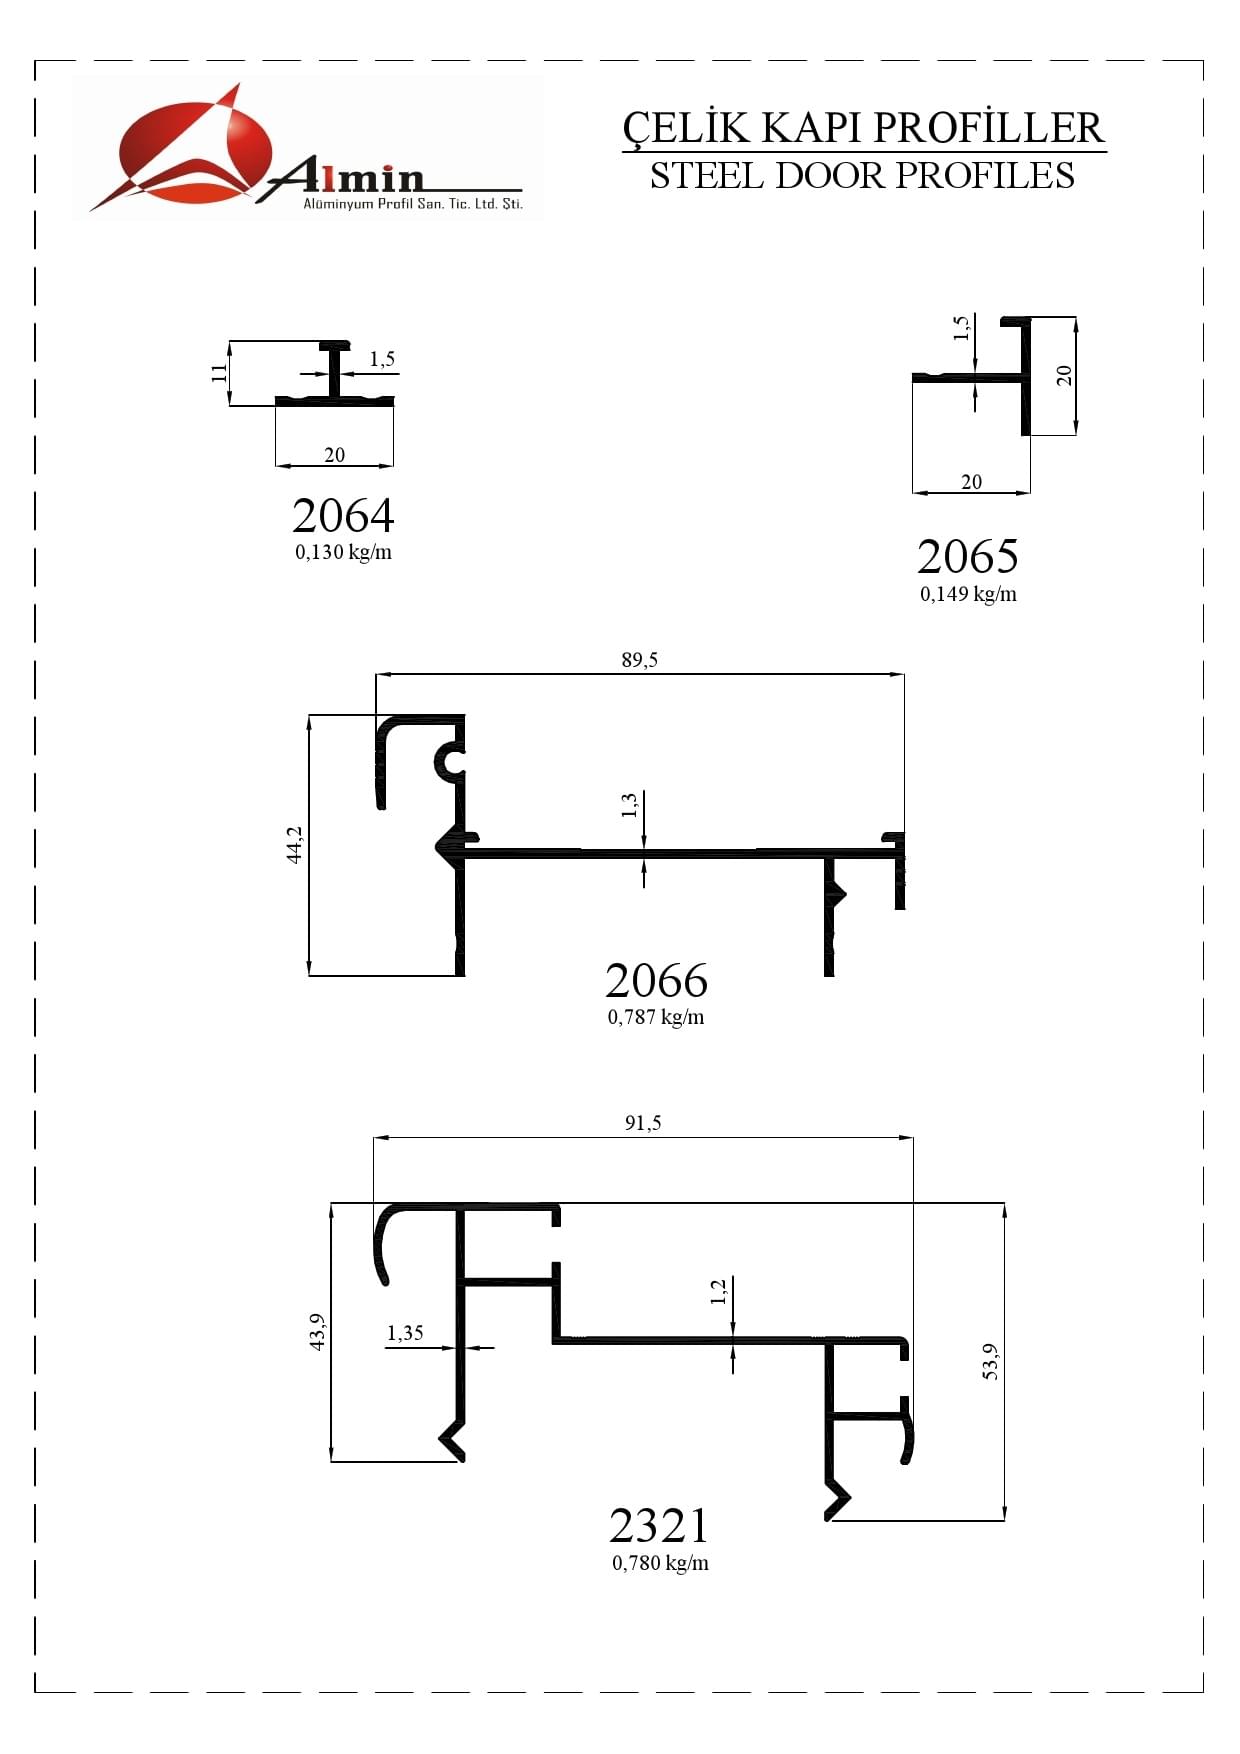 Almin
Alüminyum Profil San. Tic. Ltd. Şti.
ÇELİK KAPI PROFİLLER
STEEL DOOR PROFILES
11
1,5
20
2064
0,130 kg/m
1,5
20
20
2065
0,149 kg/m
89,5
44,2
1,3
2066
0,787 kg/m
91,5
43,9
1,35
1,2
53,9
2321
0,780 kg/m